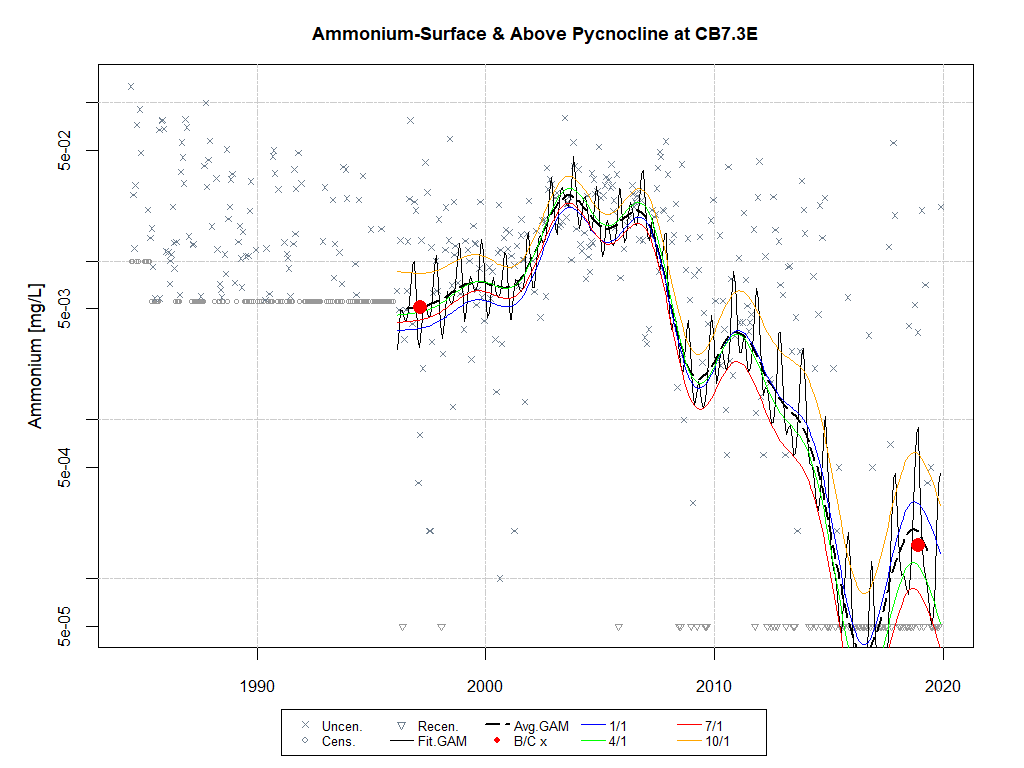 Ammonium-Surface & Above Pycnocline at CB7.3E
Ammonium [mg/L]
5e-02
5e-03
5e-04
5e-05
1990 2000 2010 2020
Uncen. Recen. Avg.GAM 1/1 7/1
Cens. Fit.GAM B/C x 4/1 10/1